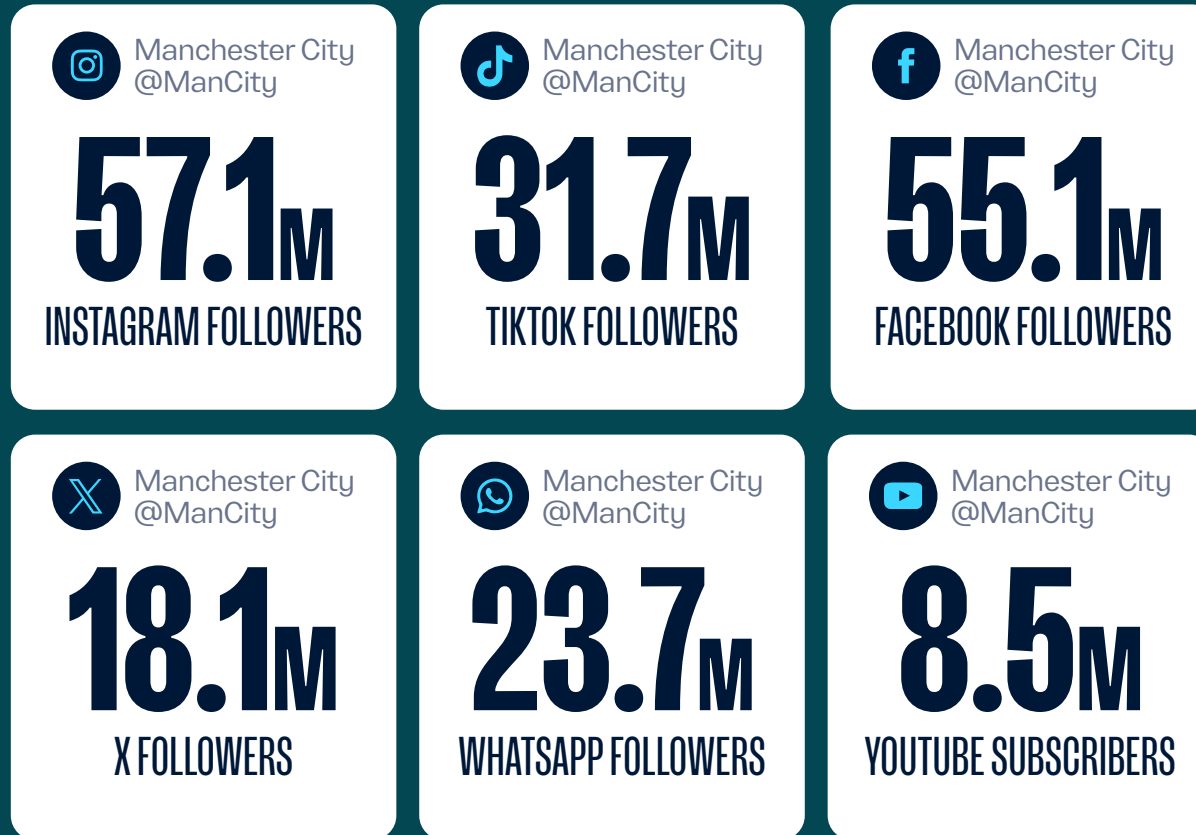 Manchester City
@ManCity
57.1M
INSTAGRAM FOLLOWERS
Manchester City
@ManCity
31.7M
TIKTOK FOLLOWERS
Manchester City
@ManCity
55.1M
FACEBOOK FOLLOWERS
Manchester City
@ManCity
18.1M
X FOLLOWERS
Manchester City
@ManCity
23.7M
WHATSAPP FOLLOWERS
Manchester City
@ManCity
8.5M
YOUTUBE SUBSCRIBERS